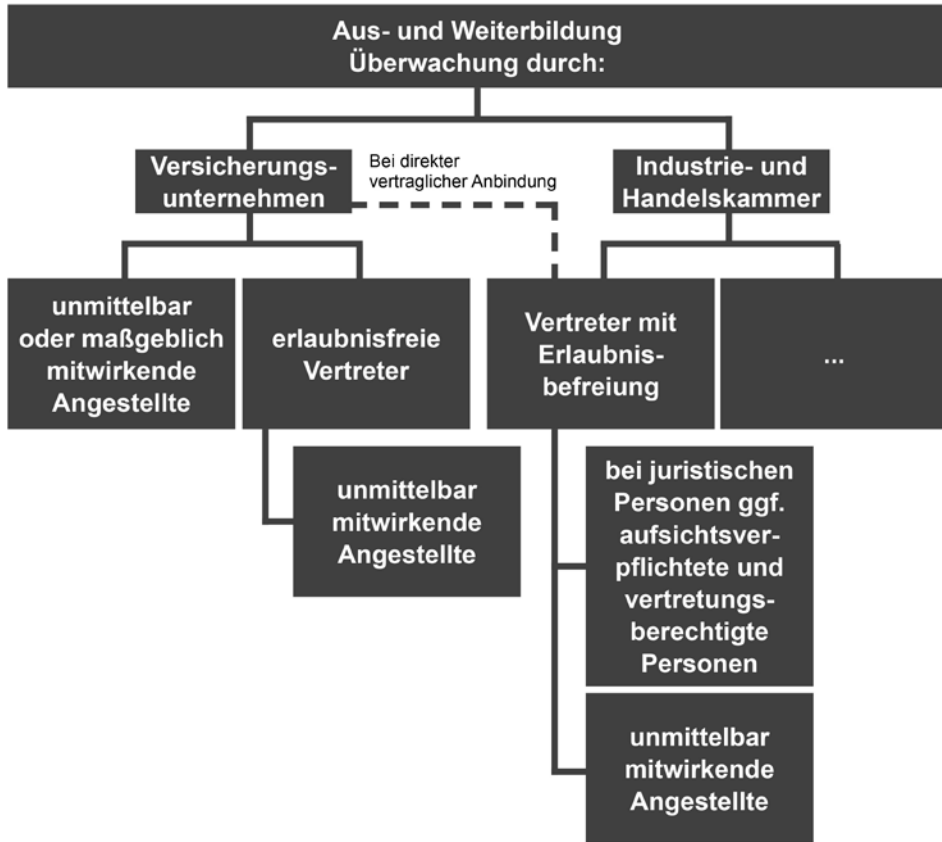 Aus- und Weiterbildung
Überwachung durch:
Versicherungs-
unternehmen
Bei direkter
vertraglicher Anbindung
Industrie- und
Handelskammer
unmittelbar
oder maßgeblich
mitwirkende
Angestellte
erlaubnisfreie
Vertreter
Vertreter mit
Erlaubnis-
befreiung
...
unmittelbar
mitwirkende
Angestellte
bei juristischen
Personen ggf.
aufsichtsver-
pflichtete und
vertretungs-
berechtigte
Personen
unmittelbar
mitwirkende
Angestellte